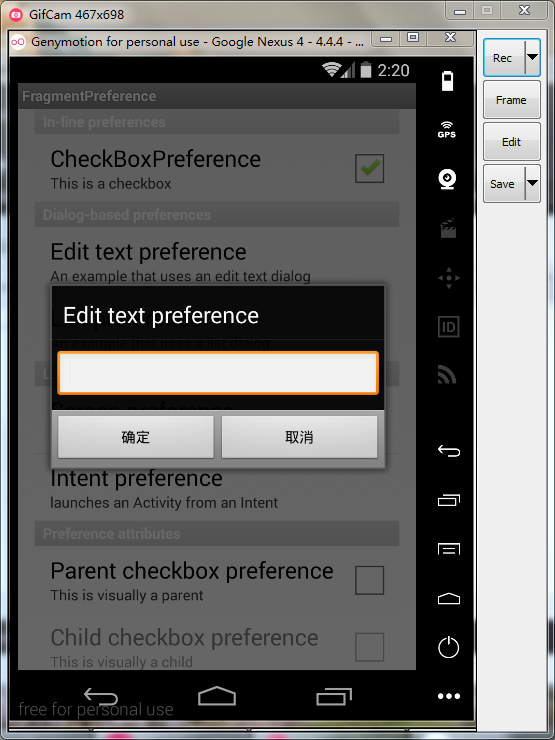 GifCam 467x698
Genymotion for personal use - Google Nexus 4 - 4.4.4 - ...
Rec
Frame
Edit
Save
2:20
FragmentPreference
In-line preferences
CheckBoxPreference
This is a checkbox
Dialog-based preferences
Edit text preference
An example that uses an edit text dialog
Edit text preference
An example that uses a list dialog
确定
取消
Intent preference
launches an Activity from an Intent
Preference attributes
Parent checkbox preference
This is visually a parent
Child checkbox preference
This is visually a child
GPS
ID
free for personal use